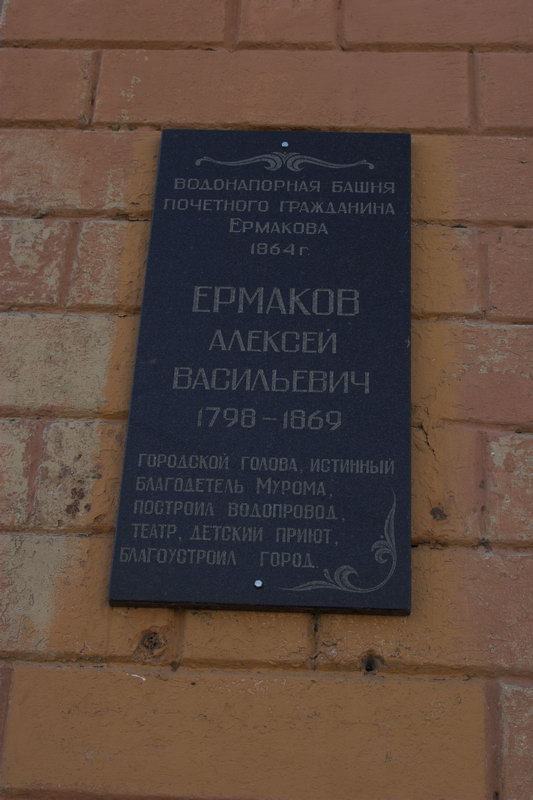 ВОДОНАПОРНАЯ БАШНЯ
ПОЧЕТНОГО ГРАЖДАНИНА
ЕРМАКОВА
1864 г.
ЕРМАКОВ
АЛЕКСЕЙ
ВАСИЛЬЕВИЧ
1798 – 1869
ГОРОДСКОЙ ГОЛОВА, ИСТИННЫЙ
БЛАГОДЕТЕЛЬ МУРОМА,
ПОСТРОИЛ ВОДОПРОВОД,
ТЕАТР, ДЕТСКИЙ ПРИЮТ,
БЛАГОУСТРОИЛ ГОРОД.